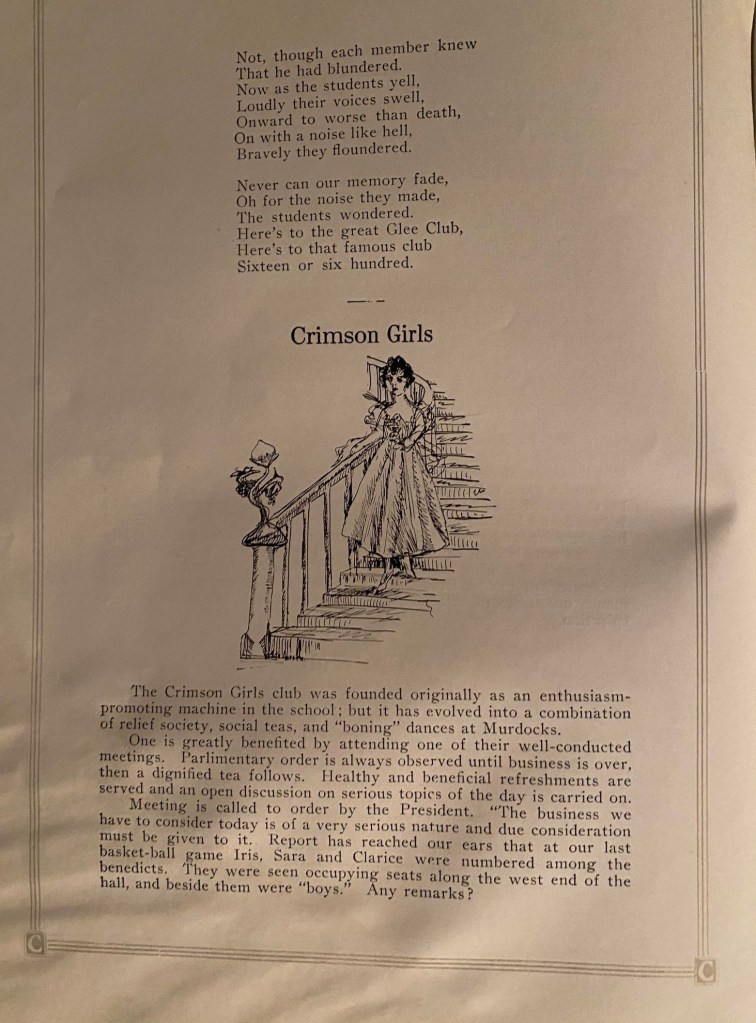 Not, though each member knew
That he had blundered.
Now as the students yell,
Loudly their voices swell,
Onward to worse than death,
On with a noise like hell,
Bravely they floundered.
Never can our memory fade,
Oh for the noise they made,
The students wondered.
Here's to the great Glee Club,
Here's to that famous club
Sixteen or six hundred.
Crimson Girls
The Crimson Girls club was founded originally as an enthusiasm-
promoting machine in the school; but it has evolved into a combination
of relief society, social teas, and "boning" dances at Murdocks.
One is greatly benefited by attending one of their well-conducted
meetings. Parlimentary order is always observed until business is over,
then a dignified tea follows. Healthy and beneficial refreshments are
served and an open discussion on serious topics of the day is carried on.
Meeting is called to order by the President. "The business we
have to consider today is of a very serious nature and due consideration
must be given to it. Report has reached our ears that at our last
basket-ball game Iris, Sara and Clarice were numbered among the
benedicts. They were seen occupying seats along the west end of the
hall, and beside them were "boys." Any remarks?
C
C